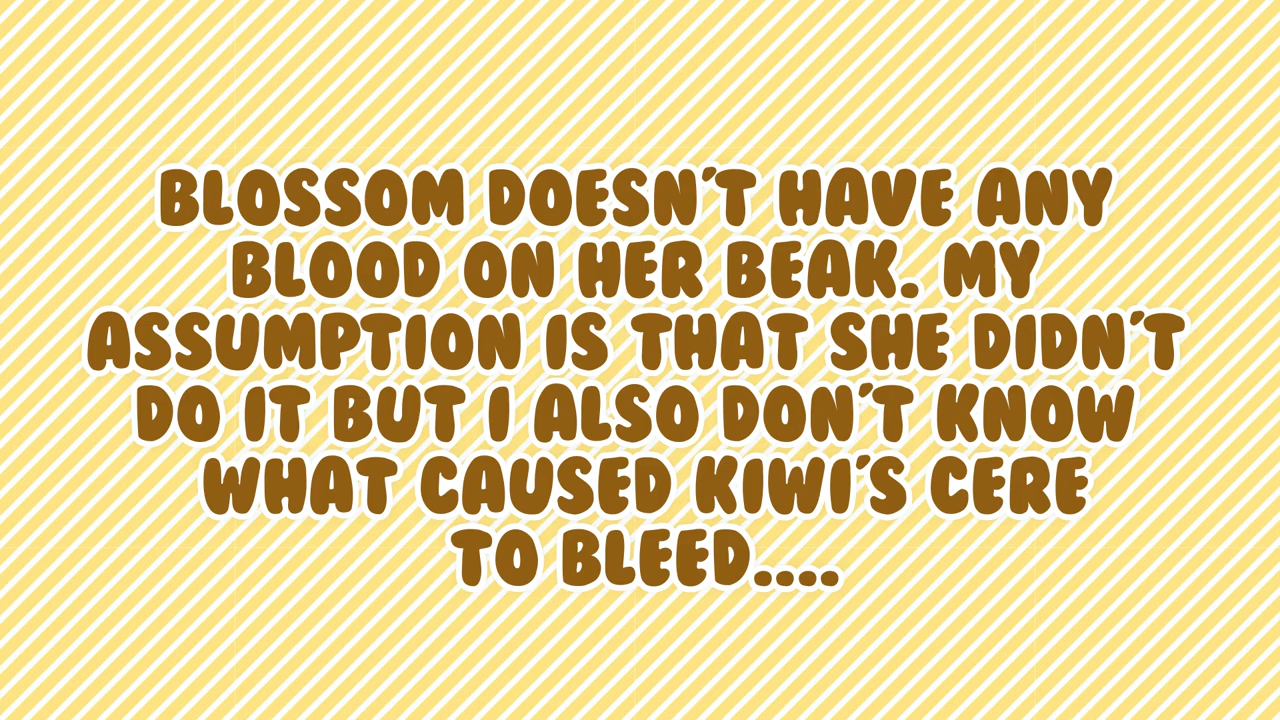 BLOSSOM DOESN'T HAVE ANY
BLOOD ON HER BEAK. MY
ASSUMPTION IS THAT SHE DIDN'T
DO IT BUT I ALSO DON'T KNOW
WHAT CAUSED KIWI'S CERE
TO BLEED....